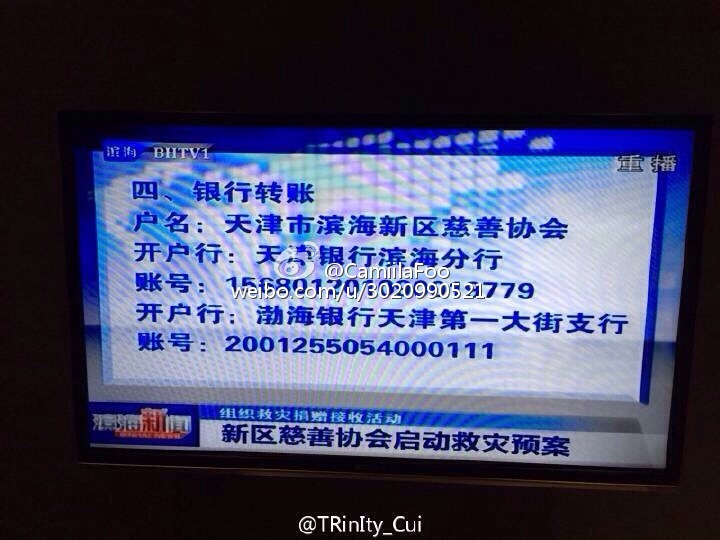 滨海 BHTV1
重播
四、银行转账
户名：天津市滨海新区慈善协会
开户行：天津银行滨海分行
@CamillaFoo
账号：
weibo.com/u/3020990521
779
开户行：渤海银行天津第一大街支行
账号：2001255054000111
滨海新闻
组织救灾捐赠接收活动
新区慈善协会启动救灾预案
@TRinIty_Cui